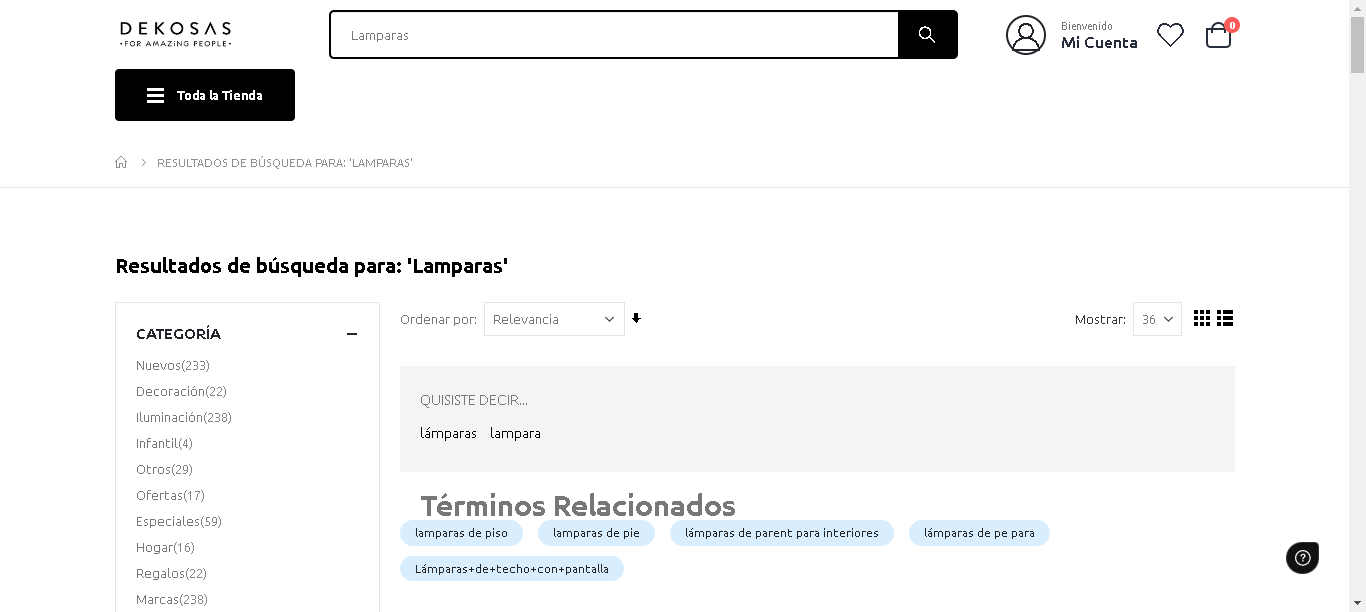 DEKOSAS
•FOR AMAZING PEOPLE•
Lamparas
Bienvenido
Mi Cuenta
0
Toda la Tienda
RESULTADOS DE BÚSQUEDA PARA: 'LAMPARAS'
Resultados de búsqueda para: 'Lamparas'
CATEGORÍA
Nuevos(233)
Decoración(22)
Iluminación(238)
Infantil(4)
Otros(29)
Ofertas(17)
Especiales(59)
Hogar(16)
Regalos(22)
Marcas(238)
Ordenar por: Relevancia
Mostrar: 36
QUISISTE DECIR...
lámparas lampara
Términos Relacionados
lamparas de piso lamparas de pie lámparas de parent para interiores lámparas de pe para
Lámparas+de+techo+con+pantalla